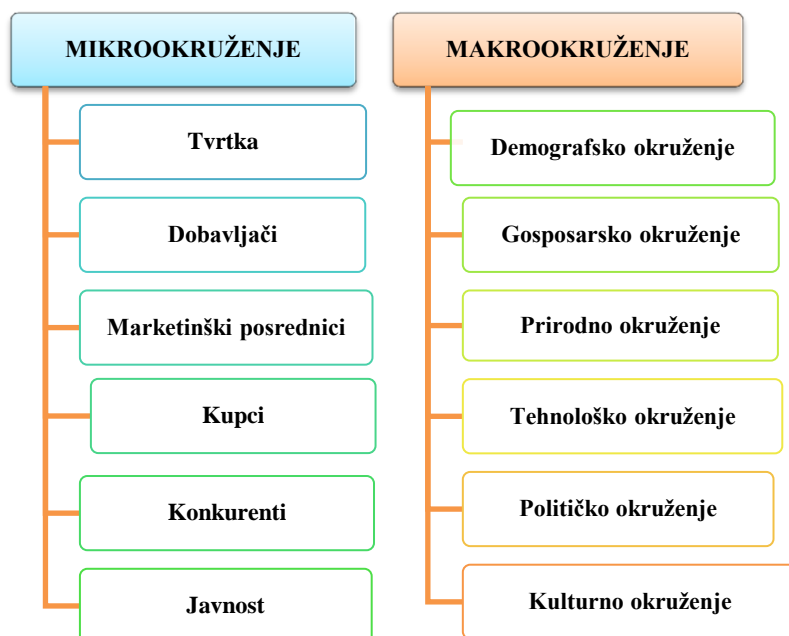 MIKROOKRUŽENJE
Tvrtka
Dobavljači
Marketinški posrednici
Kupci
Konkurenti
Javnost
MAKROOKRUŽENJE
Demografsko okruženje
Gosposarsko okruženje
Prirodno okruženje
Tehnološko okruženje
Političko okruženje
Kulturno okruženje